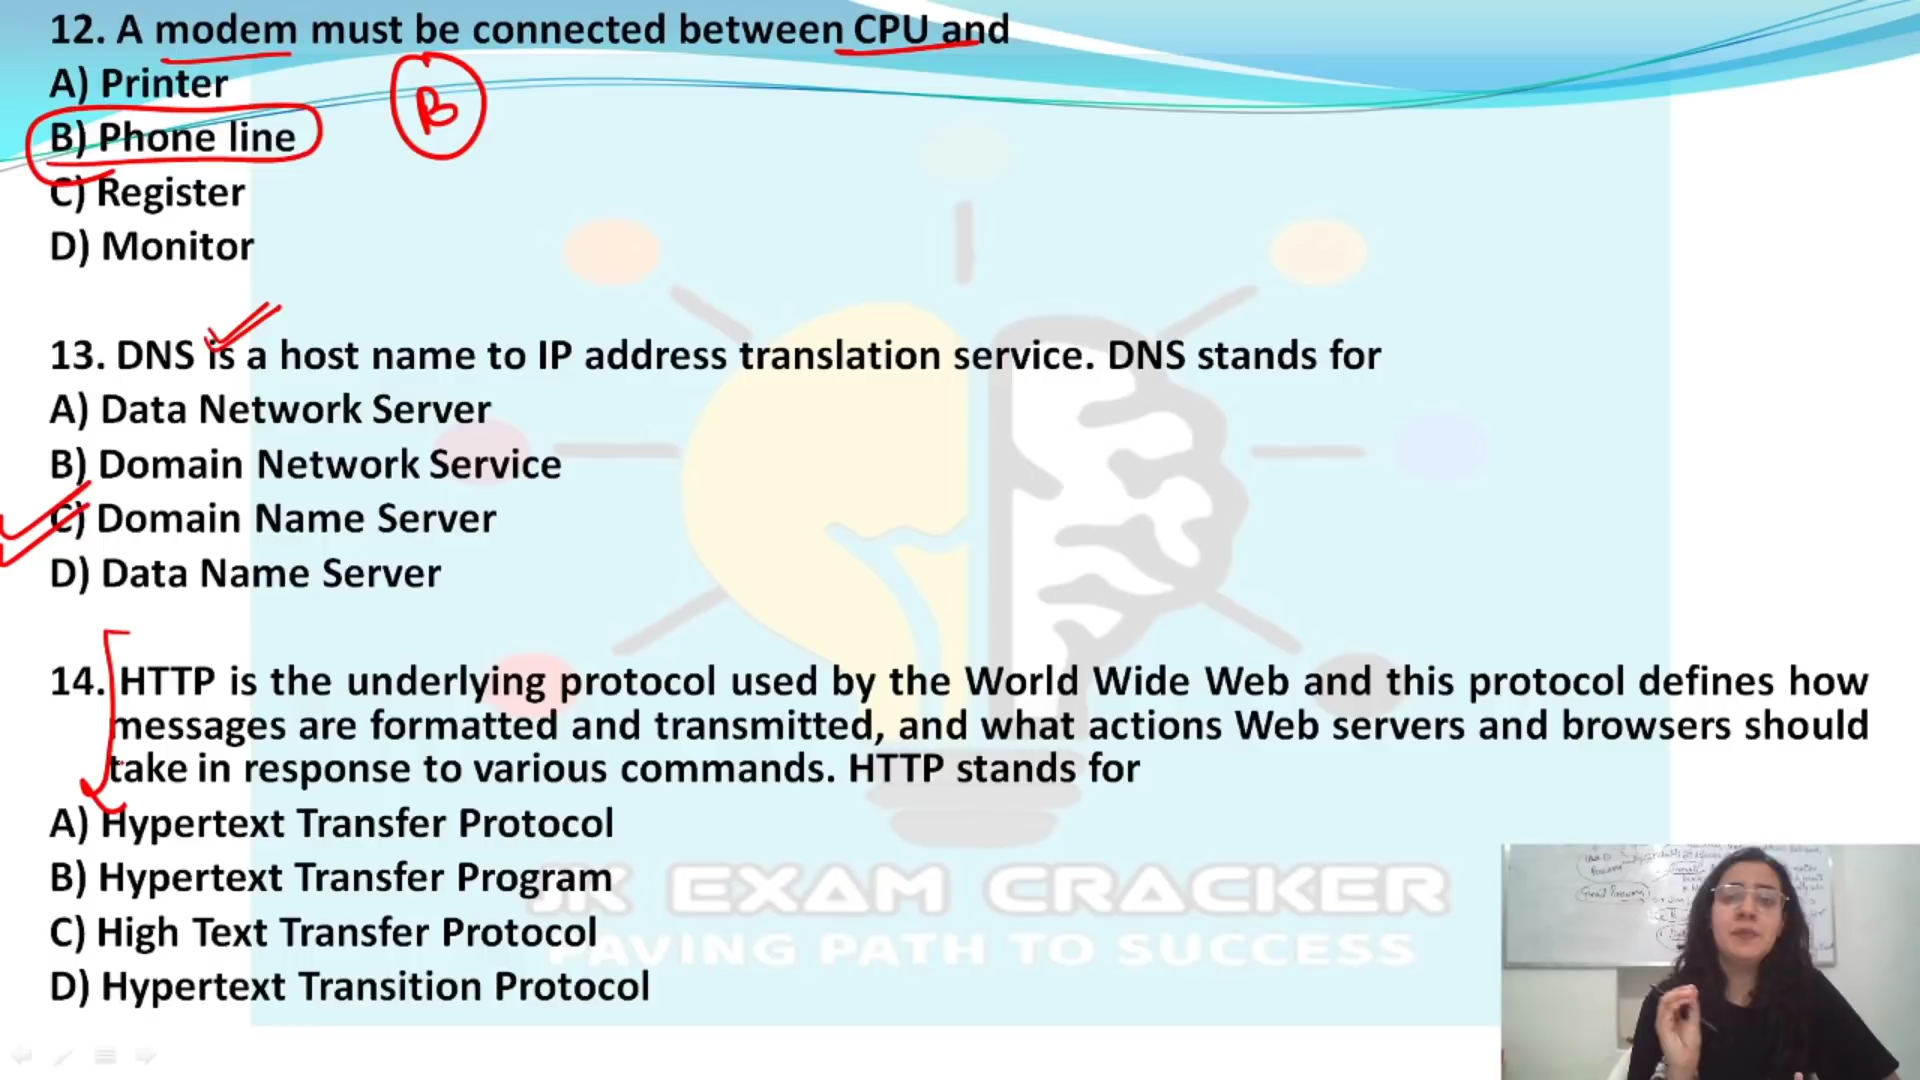 12. A modem must be connected between CPU and
A) Printer
B
B) Phone line
C) Register
D) Monitor
13. DNS is a host name to IP address translation service. DNS stands for
A) Data Network Server
B) Domain Network Service
C) Domain Name Server
D) Data Name Server
14. HTTP is the underlying protocol used by the World Wide Web and this protocol defines how
messages are formatted and transmitted, and what actions Web servers and browsers should
take in response to various commands. HTTP stands for
A) Hypertext Transfer Protocol
B) Hypertext Transfer Program
C) High Text Transfer Protocol
D) Hypertext Transition Protocol
JK EXAM CRACKER
PAVING PATH TO SUCCESS